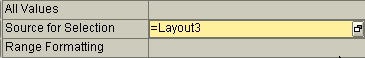 All Values
Source for Selection =Layout3
Range Formatting